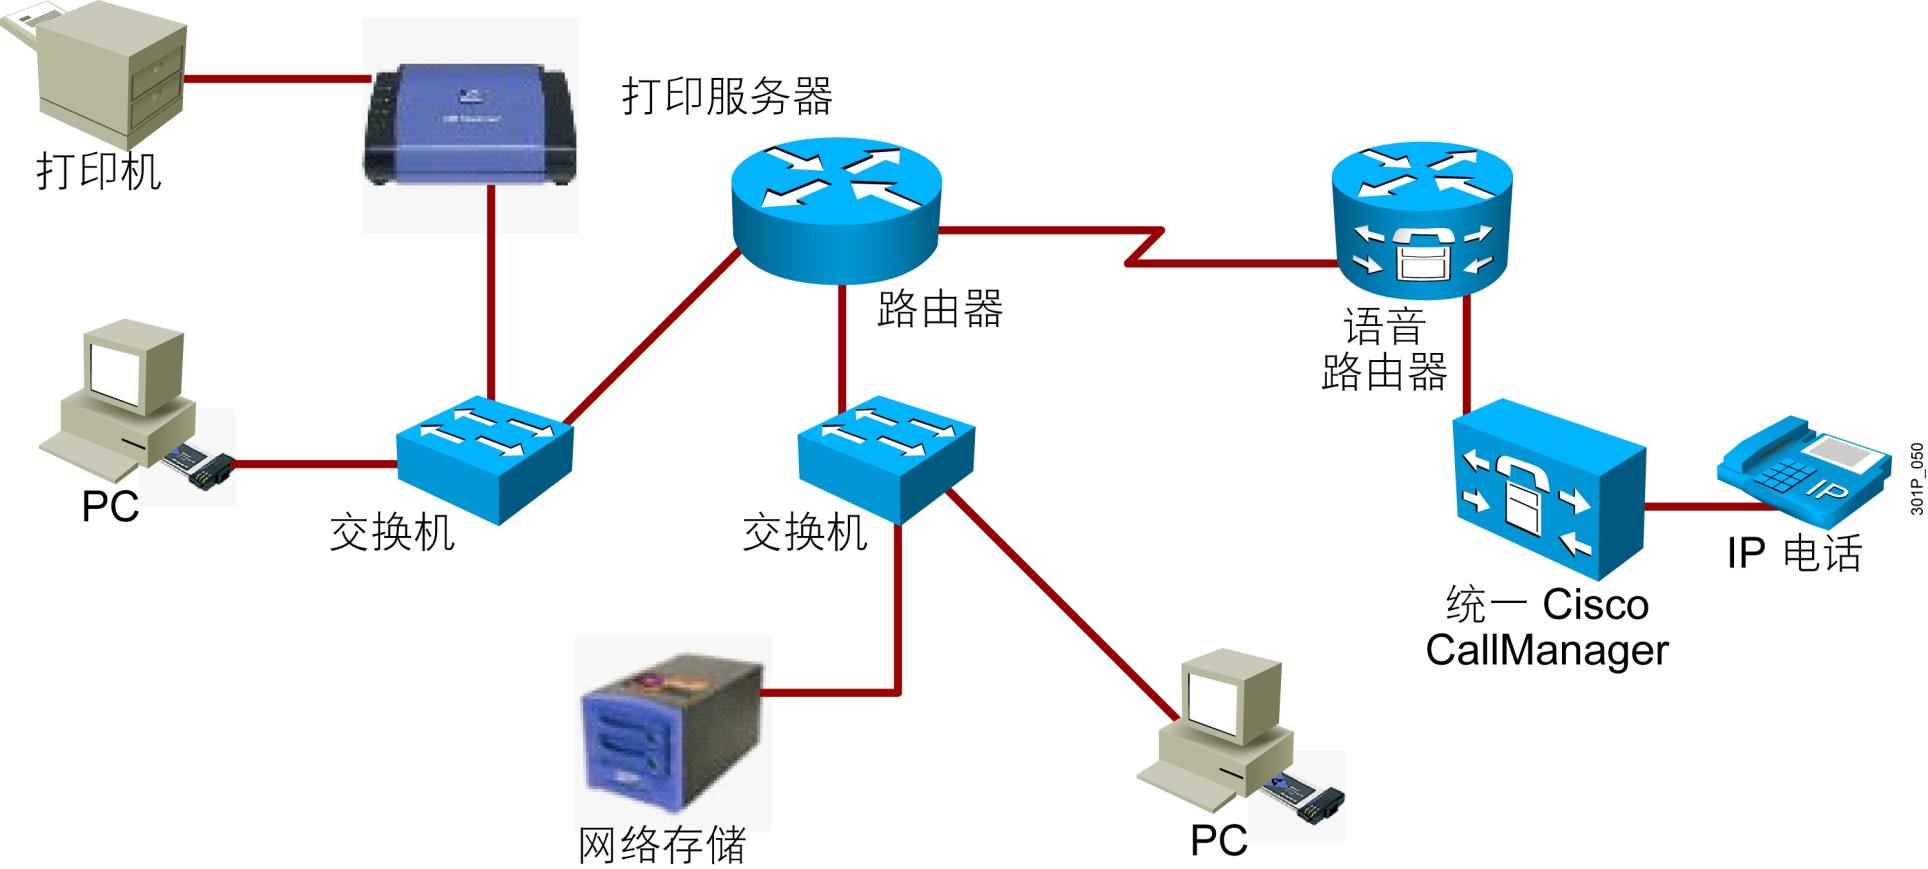 打印服务器
打印机
路由器
语音
路由器
PC
交换机
交换机
IP
IP 电话
统一 Cisco
CallManager
301P_050
网络存储
PC